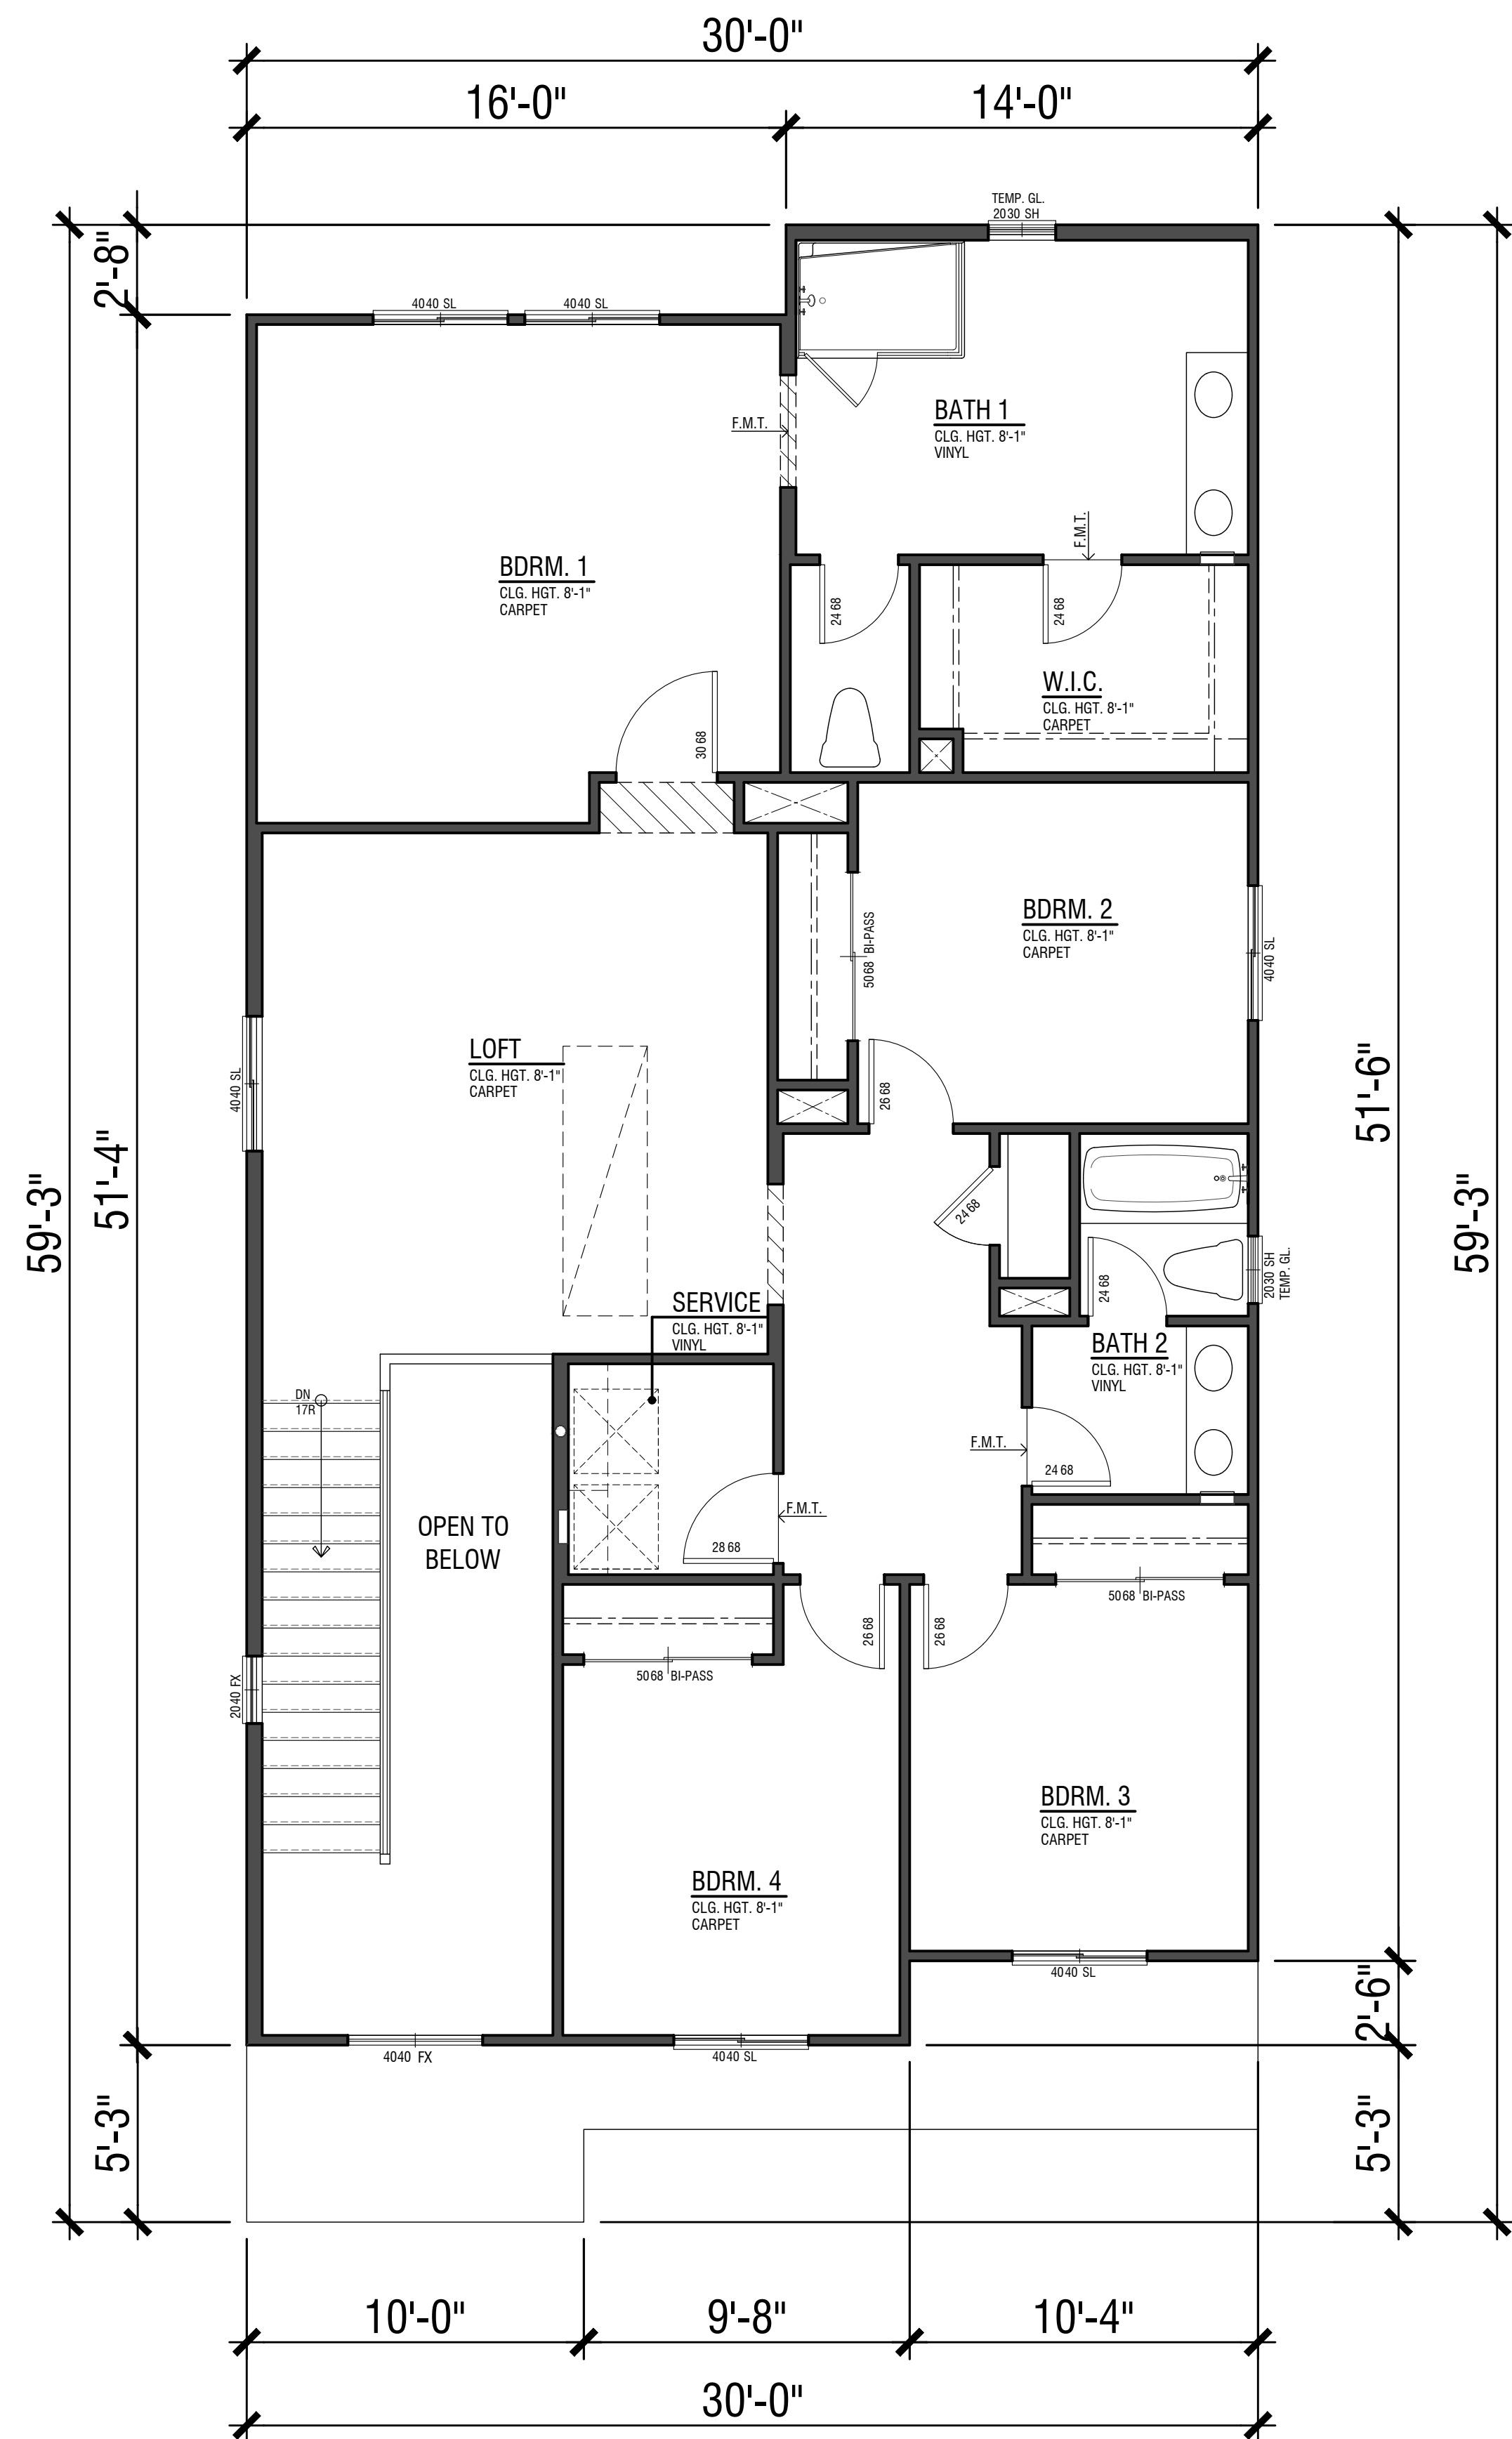 30'-0"
16'-0"
14'-0"
TEMP. GL.
2030 SH
2'-8"
4040 SL
4040 SL
BATH 1
CLG. HGT. 8'-1"
VINYL
F.M.T.
F.M.T.
BDRM. 1
CLG. HGT. 8'-1"
CARPET
24 68
24 68
W.I.C.
CLG. HGT. 8'-1"
CARPET
30 68
BDRM. 2
CLG. HGT. 8'-1"
CARPET
5068 BI-PASS
4040 SL
LOFT
CLG. HGT. 8'-1"
CARPET
4040 SL
26 68
51'-6"
51'-4"
59'-3"
59'-3"
24 68
24 68
2030 SH
TEMP. GL.
SERVICE
CLG. HGT. 8'-1"
VINYL
BATH 2
CLG. HGT. 8'-1"
VINYL
DN
17R
F.M.T.
24 68
F.M.T.
OPEN TO
BELOW
28 68
5068 BI-PASS
26 68
26 68
5068 BI-PASS
2040 FX
BDRM. 3
CLG. HGT. 8'-1"
CARPET
BDRM. 4
CLG. HGT. 8'-1"
CARPET
4040 SL
2'-6"
4040 FX
4040 SL
5'-3"
5'-3"
10'-0"
9'-8"
10'-4"
30'-0"